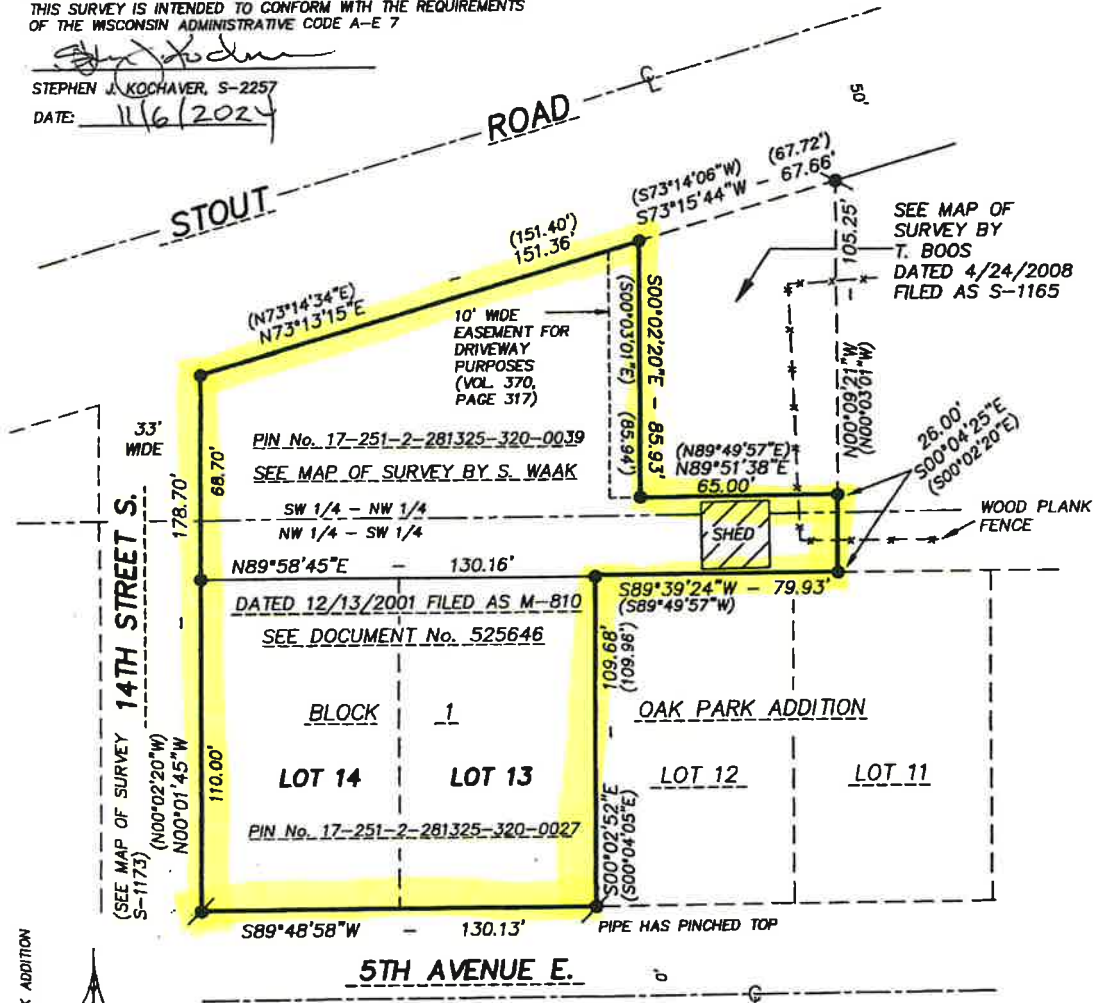 THIS SURVEY IS INTENDED TO CONFORM WITH THE REQUIREMENTS
OF THE WISCONSIN ADMINISTRATIVE CODE A-E 7
STEPHEN J. KOCHAVER, S-2257
DATE: 11/6/2024
STOUT ROAD
50'
(S73°14'06"W) (67.72')
S73°15'44"W - 67.66'
(151.40')
151.36'
(N73°14'34"E)
N73°13'15"E
SEE MAP OF
SURVEY BY
T. BOOS
DATED 4/24/2008
FILED AS S-1165
105.25'
N00°09'21"W
(N00°03'01"W)
10' WIDE
EASEMENT FOR
DRIVEWAY
PURPOSES
(VOL. 370,
PAGE 317)
S00°02'20"E - 85.93'
(S00°03'01"E) (85.94')
33'
WIDE
PIN No. 17-251-2-281325-320-0039
SEE MAP OF SURVEY BY S. WAAK
(N89°49'57"E)
N89°51'38"E
65.00'
26.00'
S00°04'25"E
(S00°02'20"E)
SW 1/4 - NW 1/4
NW 1/4 - SW 1/4
SHED
WOOD PLANK
FENCE
178.70'
68.70'
N89°58'45"E - 130.16'
S89°39'24"W - 79.93'
(S89°49'57"W)
DATED 12/13/2001 FILED AS M-810
SEE DOCUMENT No. 525646
14TH STREET S.
(SEE MAP OF SURVEY
S-1173)
(N00°02'20"W)
N00°01'45"W
110.00'
109.68'
(109.96')
S00°02'52"E
(S00°04'05"E)
BLOCK 1
OAK PARK ADDITION
LOT 14
LOT 13
LOT 12
LOT 11
PIN No. 17-251-2-281325-320-0027
S89°48'58"W - 130.13'
PIPE HAS PINCHED TOP
5TH AVENUE E.
0'
ADDITION